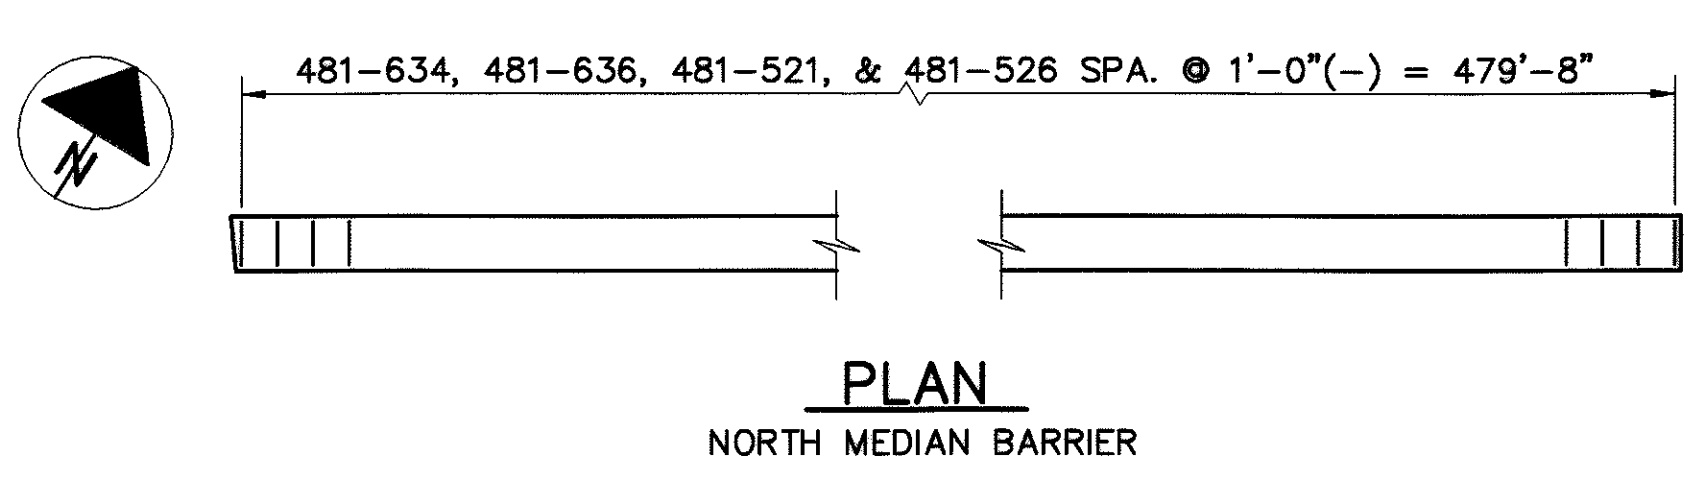 481-634, 481-636, 481-521, & 481-526 SPA. @ 1'-0"(-) = 479'-8"
N
PLAN
NORTH MEDIAN BARRIER